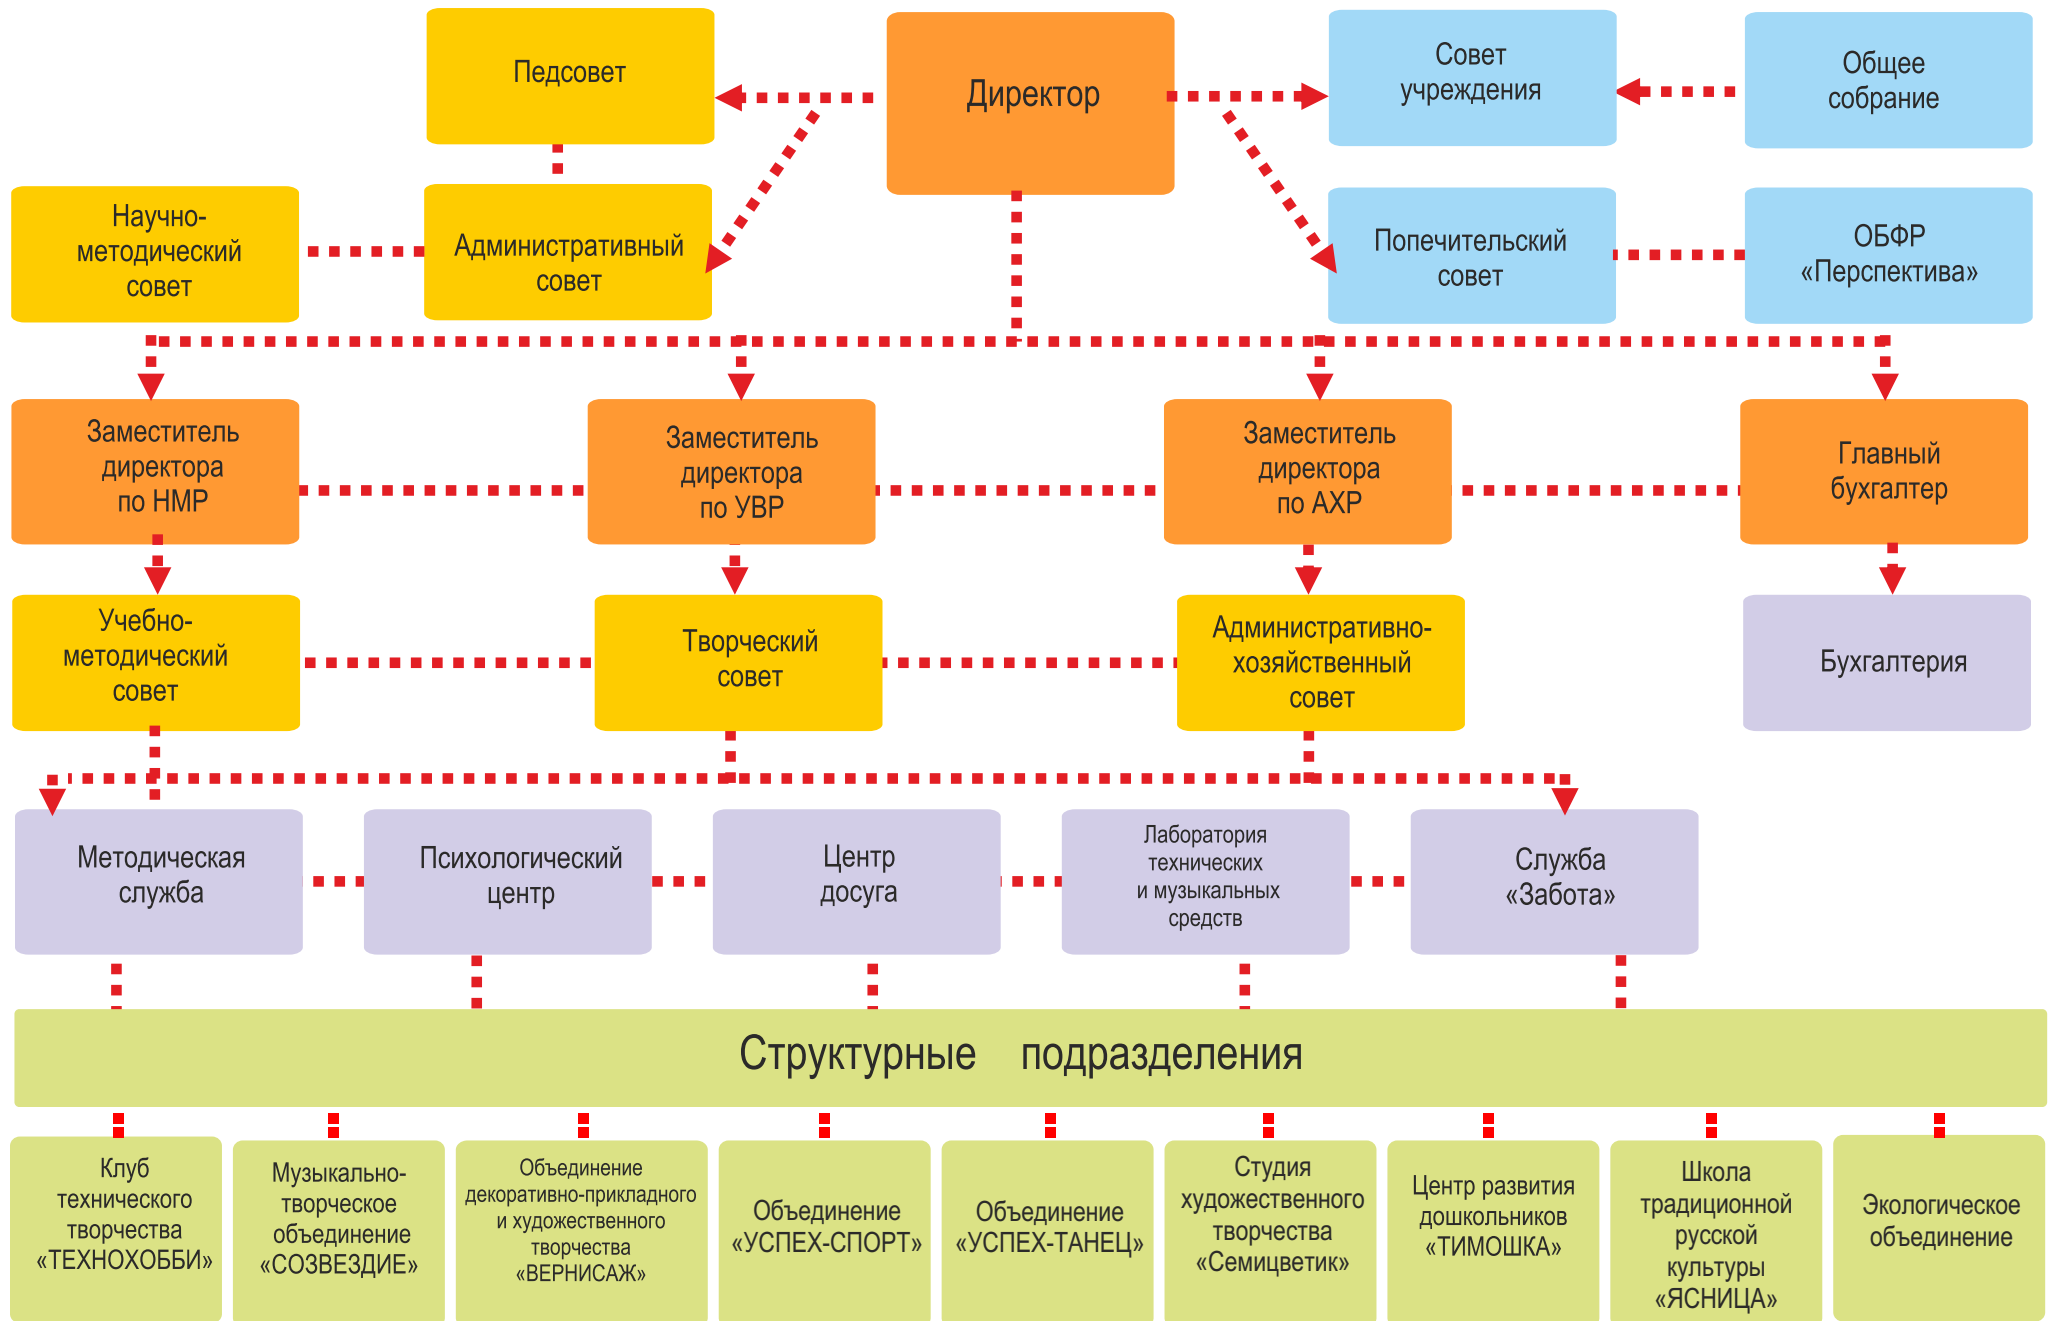 Педсовет
Директор
Совет
учреждения
Общее
собрание
Научно-
методический
совет
Административный
совет
Попечительский
совет
ОБФР
«Перспектива»
Заместитель
директора
по НМР
Заместитель
директора
по УВР
Заместитель
директора
по АХР
Главный
бухгалтер
Учебно-
методический
совет
Творческий
совет
Административно-
хозяйственный
совет
Бухгалтерия
Методическая
служба
Психологический
центр
Центр
досуга
Лаборатория
технических
и музыкальных
средств
Служба
«Забота»
Структурные подразделения
Клуб
технического
творчества
«ТЕХНОХОББИ»
Музыкально-
творческое
объединение
«СОЗВЕЗДИЕ»
Объединение
декоративно-прикладного
и художественного
творчества
«ВЕРНИСАЖ»
Объединение
«УСПЕХ-СПОРТ»
Объединение
«УСПЕХ-ТАНЕЦ»
Студия
художественного
творчества
«Семицветик»
Центр развития
дошкольников
«ТИМОШКА»
Школа
традиционной
русской
культуры
«ЯСНИЦА»
Экологическое
объединение